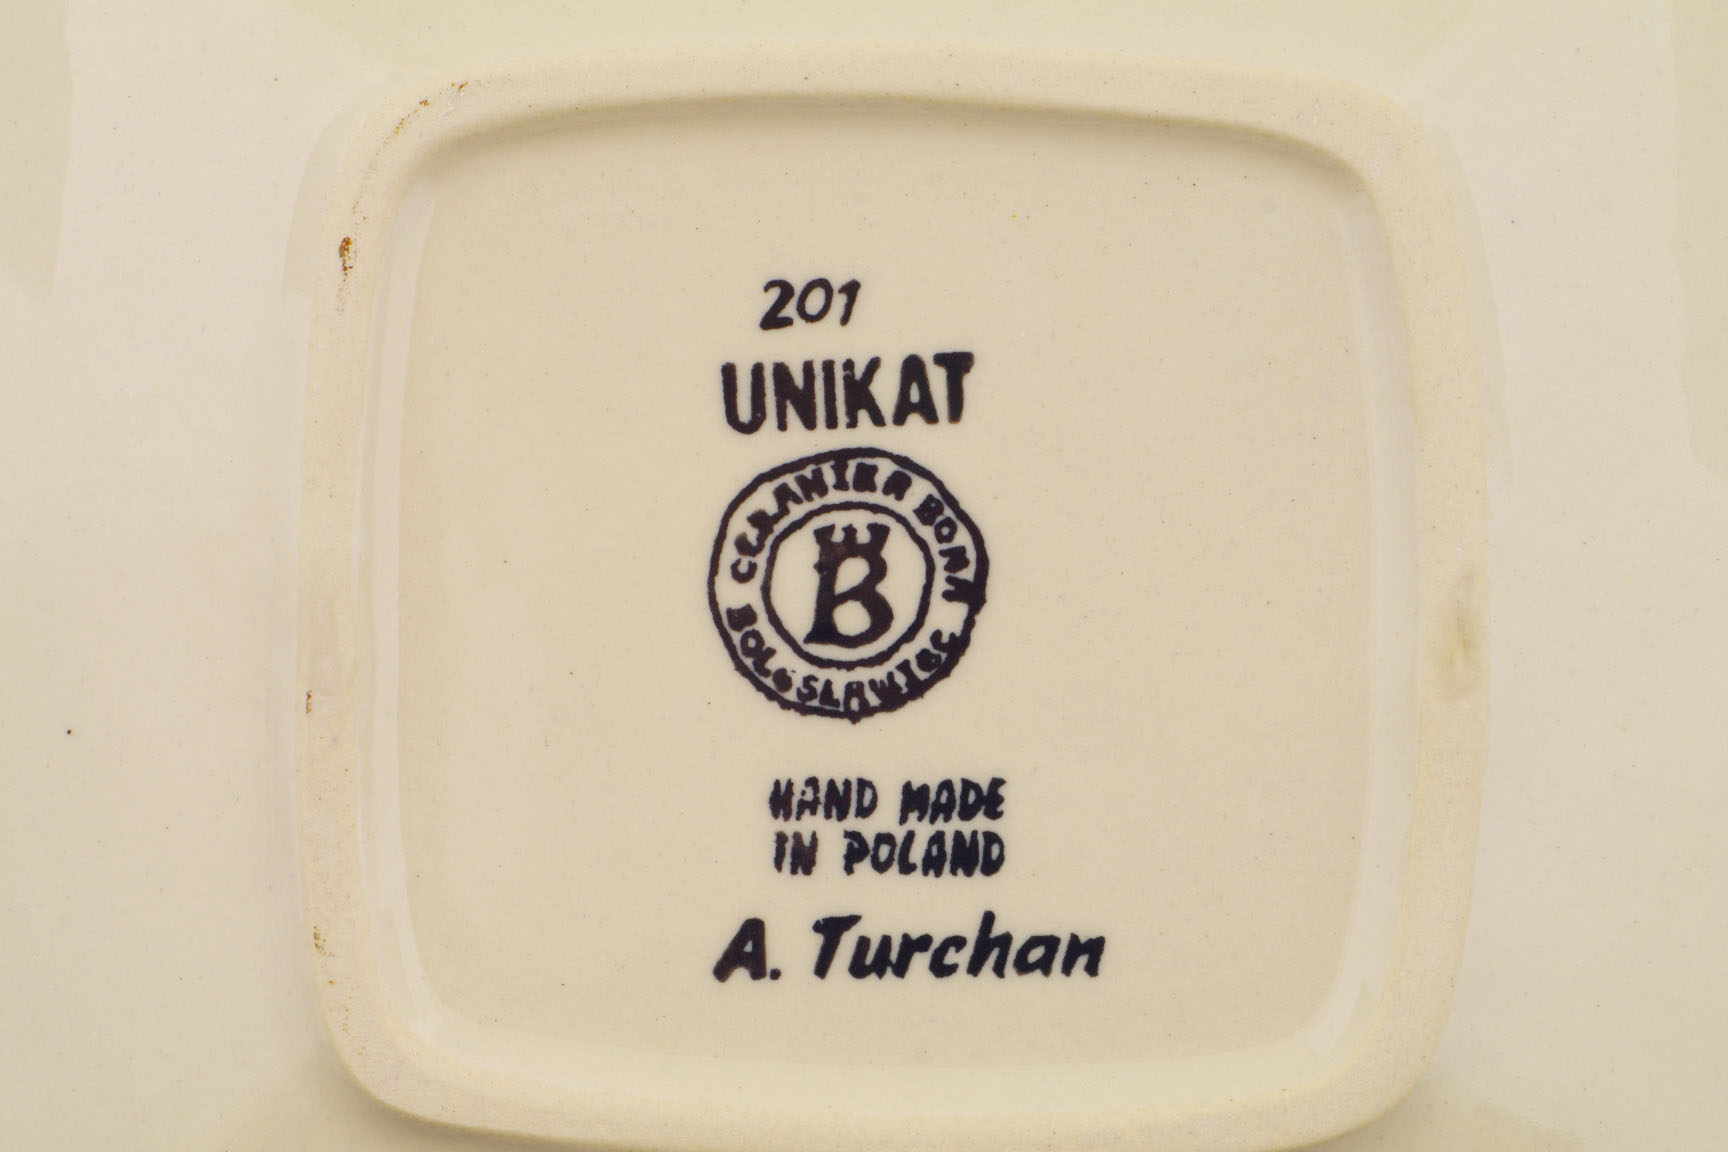 201
UNIKAT
CERAMIKA BONA
B
BOLESLAWIEC
HAND MADE
IN POLAND
A. Turchan